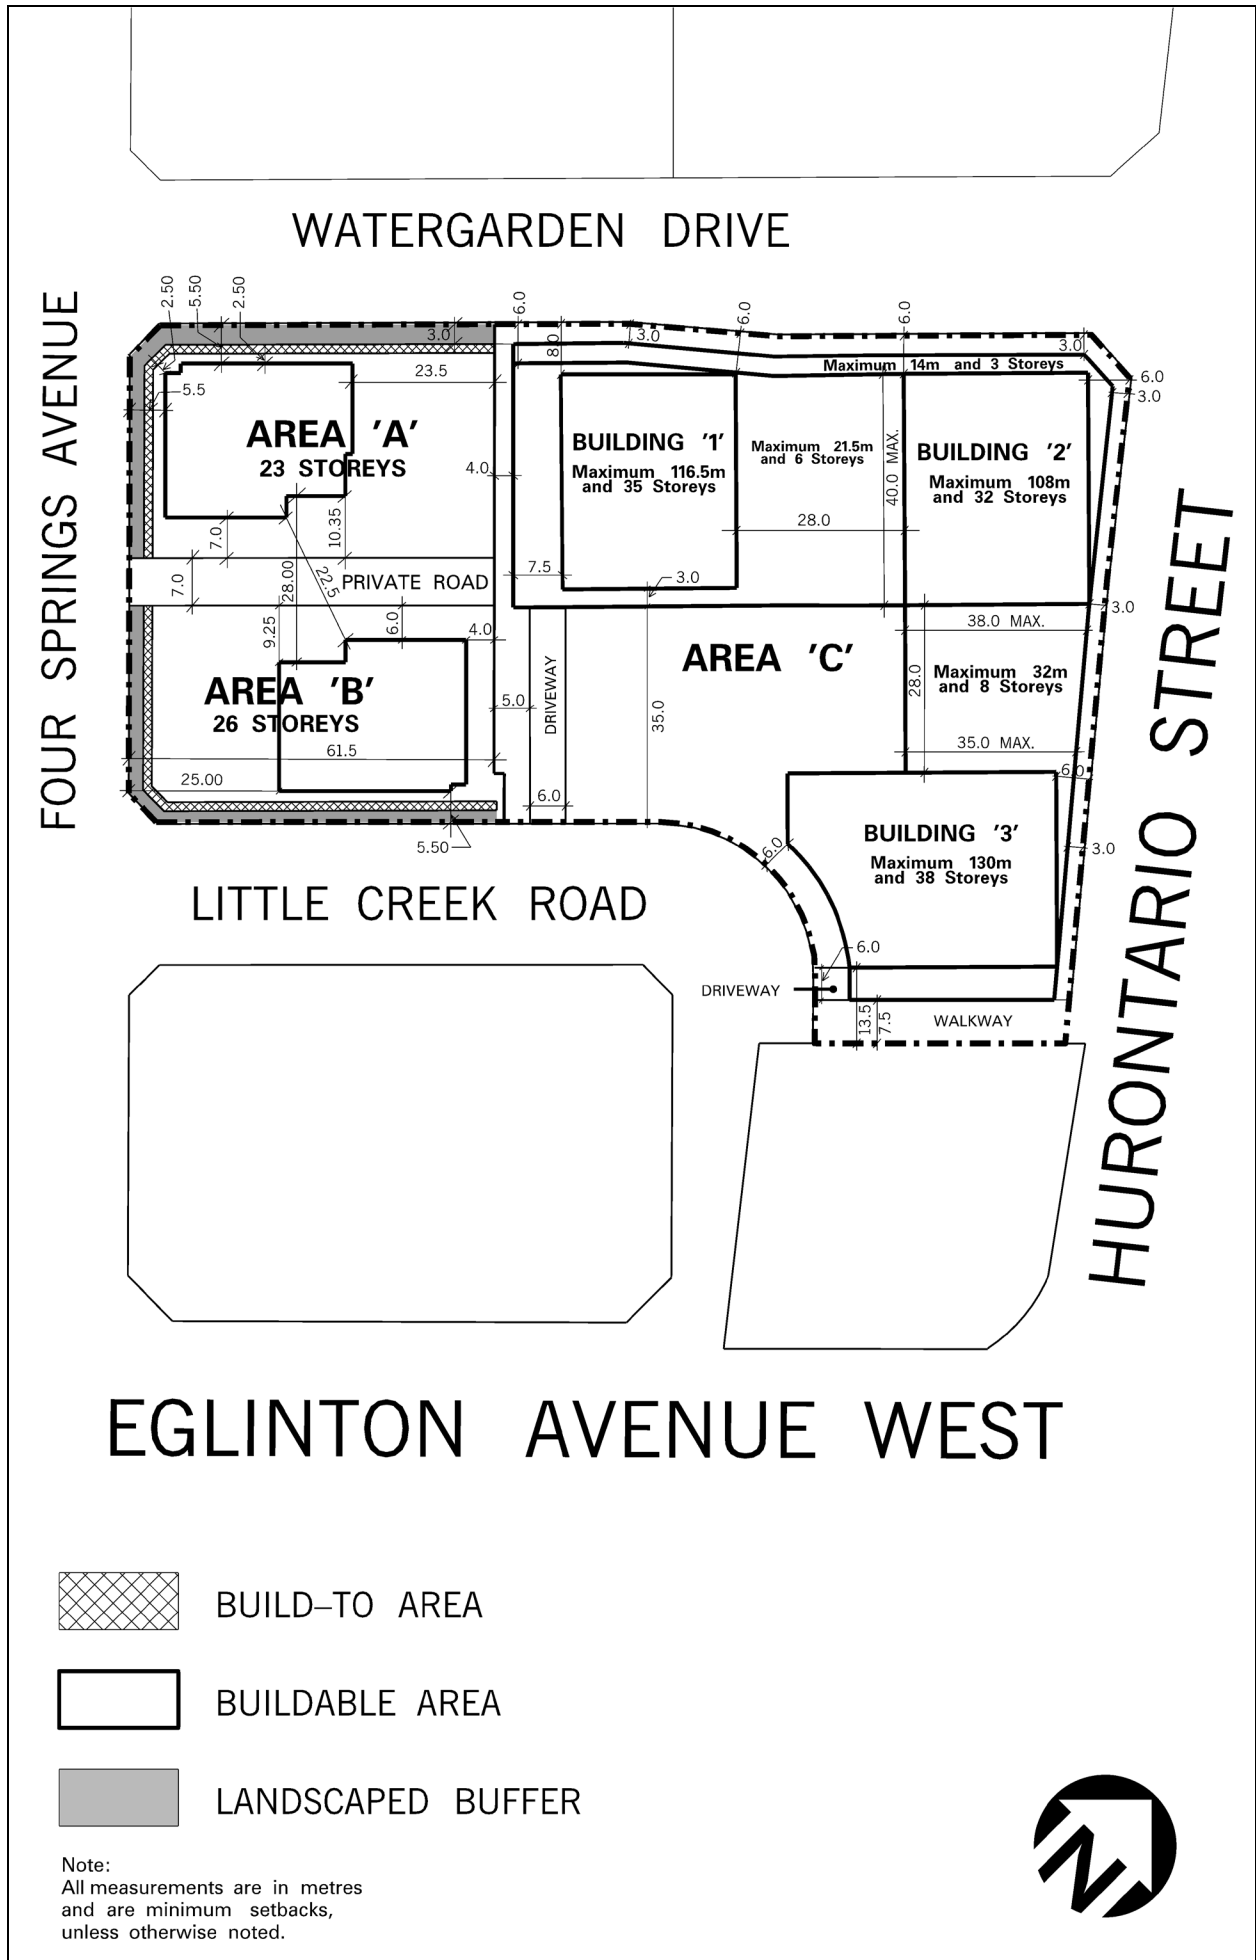 WATERGARDEN DRIVE
FOUR SPRINGS AVENUE
2.50
5.50
2.50
6.0
6.0
6.0
3.0
8.0
3.0
3.0
Maximum 14m and 3 Storeys
23.5
5.5
6.0
3.0
AREA 'A'
23 STOREYS
BUILDING '1'
Maximum 116.5m
and 35 Storeys
Maximum 21.5m
and 6 Storeys
40.0 MAX.
BUILDING '2'
Maximum 108m
and 32 Storeys
4.0
10.35
7.0
28.0
7.0
28.00
22.5
PRIVATE ROAD
7.5
3.0
3.0
38.0 MAX.
9.25
6.0
4.0
AREA 'C'
AREA 'B'
26 STOREYS
28.0
Maximum 32m
and 8 Storeys
5.0
DRIVEWAY
35.0
61.5
25.00
35.0 MAX.
6.0
6.0
5.50
BUILDING '3'
Maximum 130m
and 38 Storeys
6.0
3.0
LITTLE CREEK ROAD
6.0
DRIVEWAY
13.5
7.5
WALKWAY
HURONTARIO STREET
EGLINTON AVENUE WEST
BUILD–TO AREA
BUILDABLE AREA
LANDSCAPED BUFFER
Note:
All measurements are in metres
and are minimum setbacks,
unless otherwise noted.
N